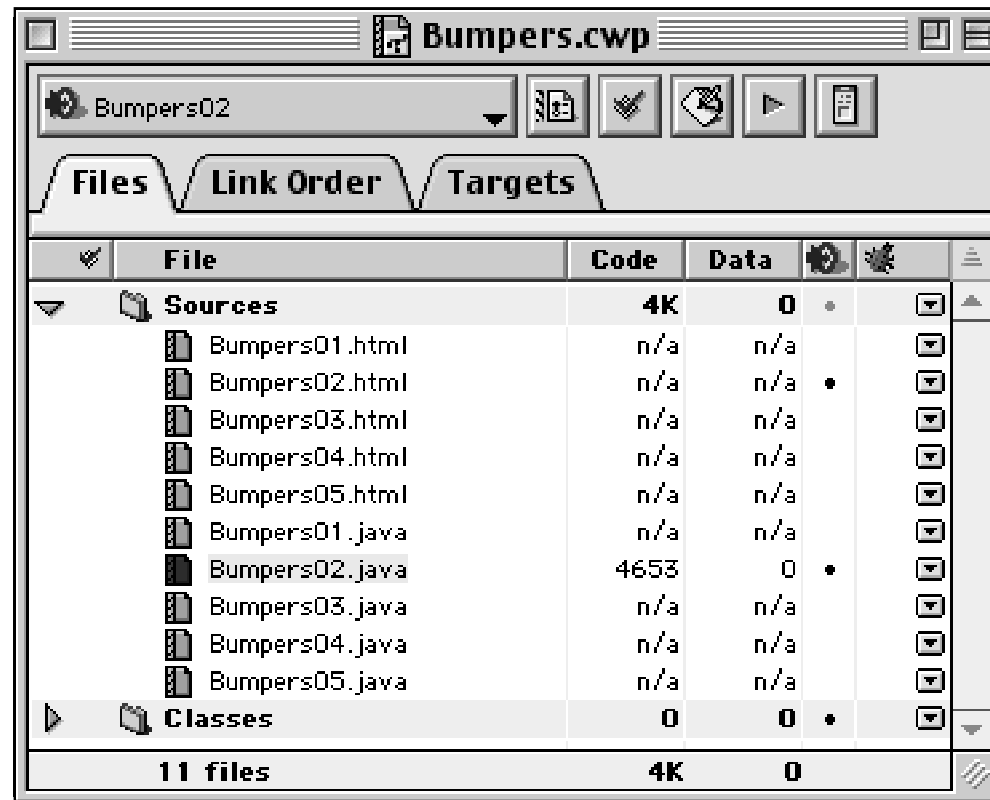 Bumpers.cwp
Bumpers02
Files Link Order Targets
File Code Data
Sources 4K 0
Bumpers01.html n/a n/a
Bumpers02.html n/a n/a
Bumpers03.html n/a n/a
Bumpers04.html n/a n/a
Bumpers05.html n/a n/a
Bumpers01.java n/a n/a
Bumpers02.java 4653 0
Bumpers03.java n/a n/a
Bumpers04.java n/a n/a
Bumpers05.java n/a n/a
Classes 0 0
11 files 4K 0